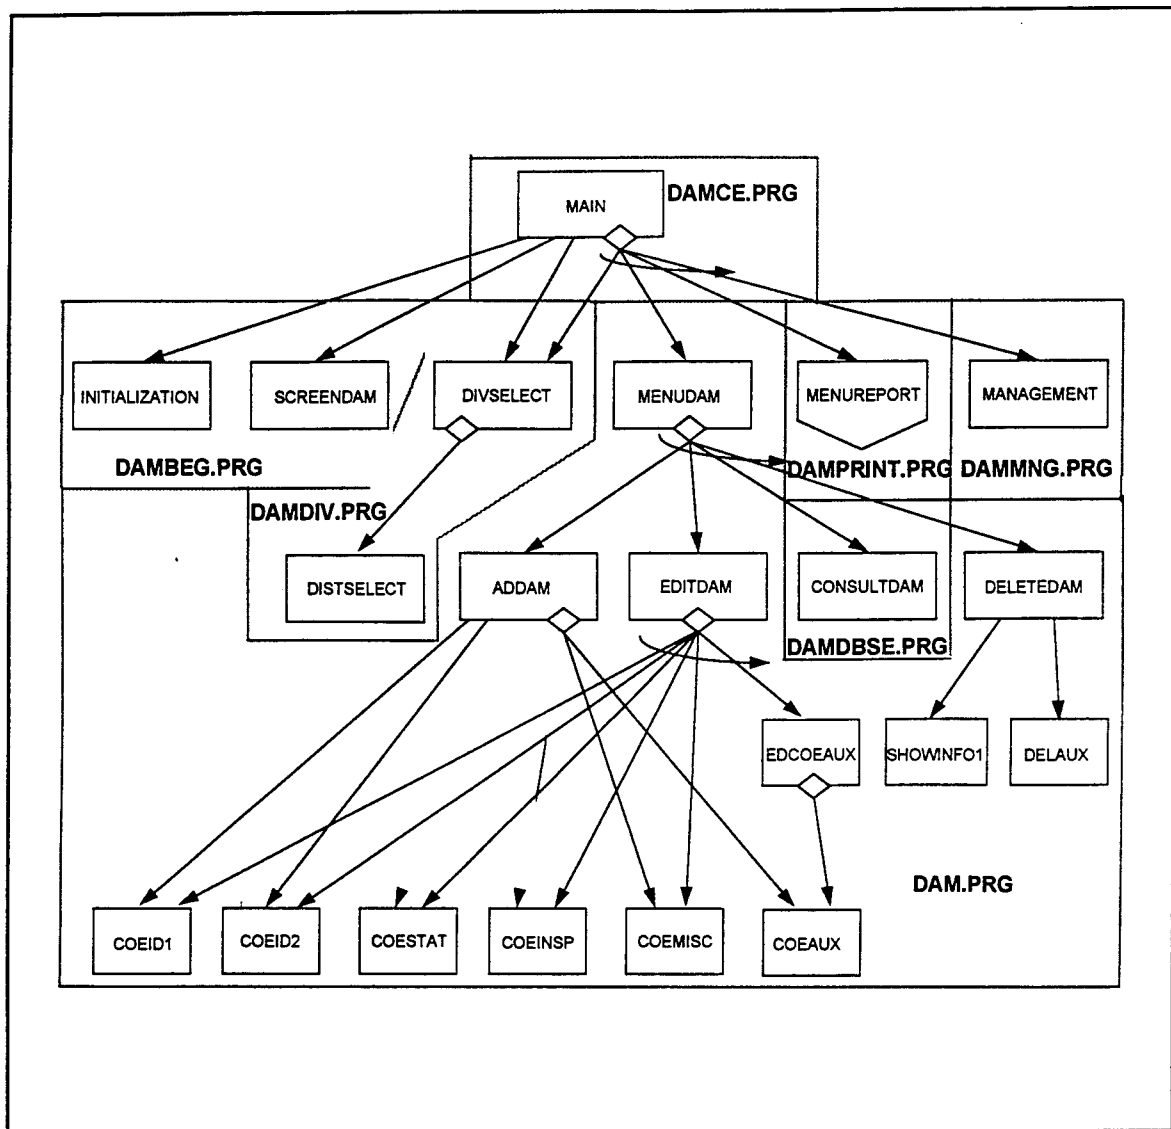 MAIN
DAMCE.PRG
INITIALIZATION
SCREENDAM
DIVSELECT
MENUDAM
MENUREPORT
MANAGEMENT
DAMBEG.PRG
DAMPRINT.PRG
DAMMNG.PRG
DAMDIV.PRG
DISTSELECT
ADDAM
EDITDAM
CONSULTDAM
DELETEDAM
DAMDBSE.PRG
EDCOEAUX
SHOWINFO1
DELAUX
DAM.PRG
COEID1
COEID2
COESTAT
COEINSP
COEMISC
COEAUX